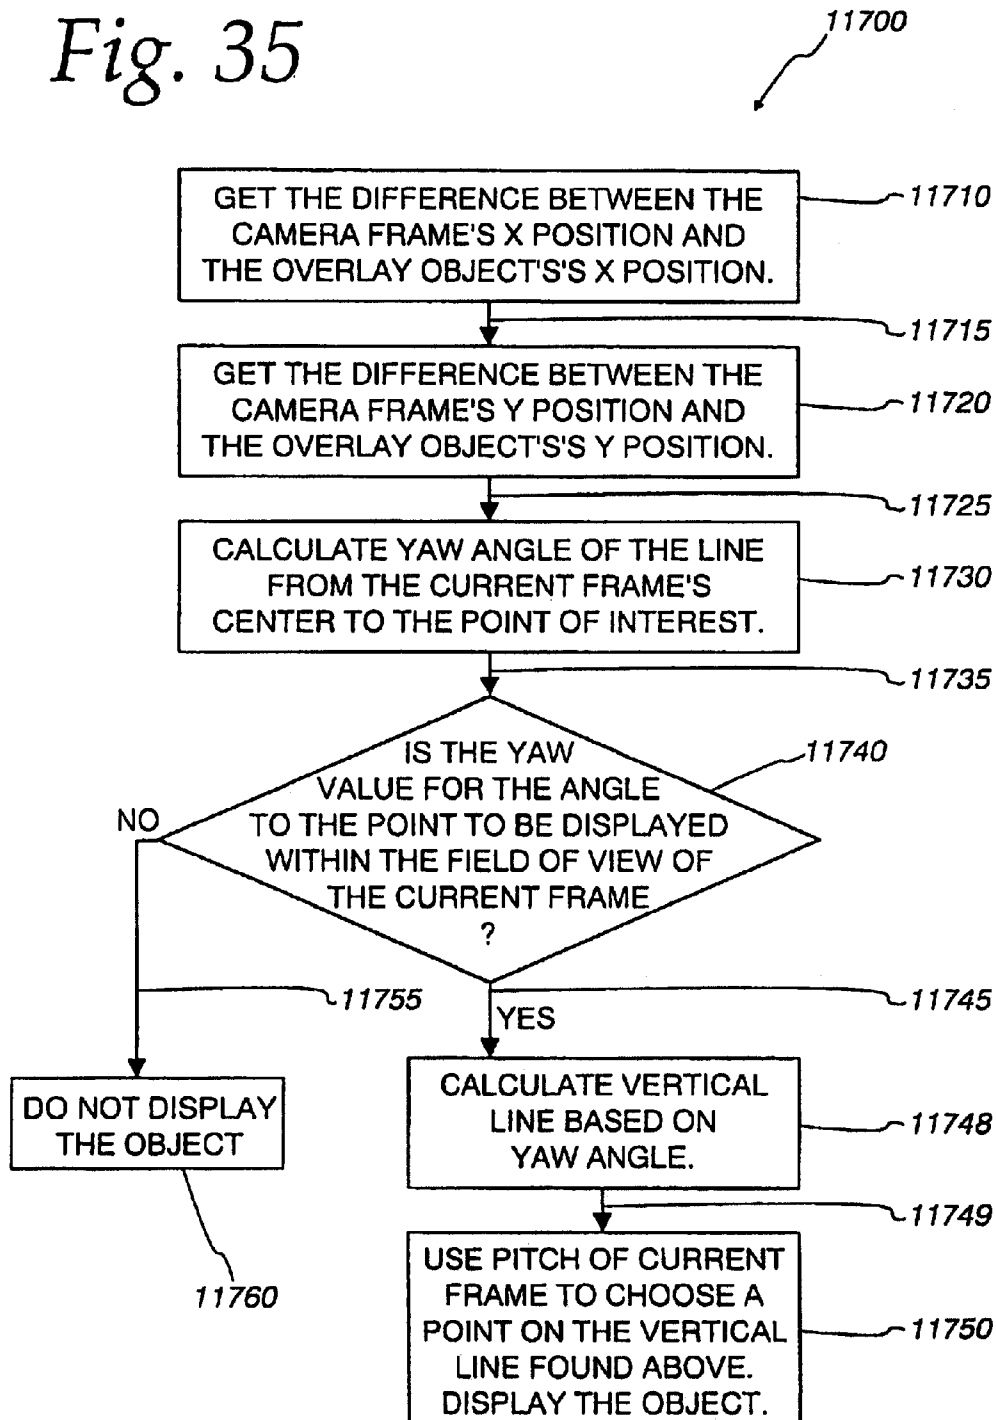 Fig. 35
11700
GET THE DIFFERENCE BETWEEN THE
CAMERA FRAME'S X POSITION AND
THE OVERLAY OBJECT'S'S X POSITION.
11710
11715
GET THE DIFFERENCE BETWEEN THE
CAMERA FRAME'S Y POSITION AND
THE OVERLAY OBJECT'S'S Y POSITION.
11720
11725
CALCULATE YAW ANGLE OF THE LINE
FROM THE CURRENT FRAME'S
CENTER TO THE POINT OF INTEREST.
11730
11735
IS THE YAW
VALUE FOR THE ANGLE
TO THE POINT TO BE DISPLAYED
WITHIN THE FIELD OF VIEW OF
THE CURRENT FRAME
?
11740
NO
11755
11745
YES
DO NOT DISPLAY
THE OBJECT
11760
CALCULATE VERTICAL
LINE BASED ON
YAW ANGLE.
11748
11749
USE PITCH OF CURRENT
FRAME TO CHOOSE A
POINT ON THE VERTICAL
LINE FOUND ABOVE.
DISPLAY THE OBJECT.
11750